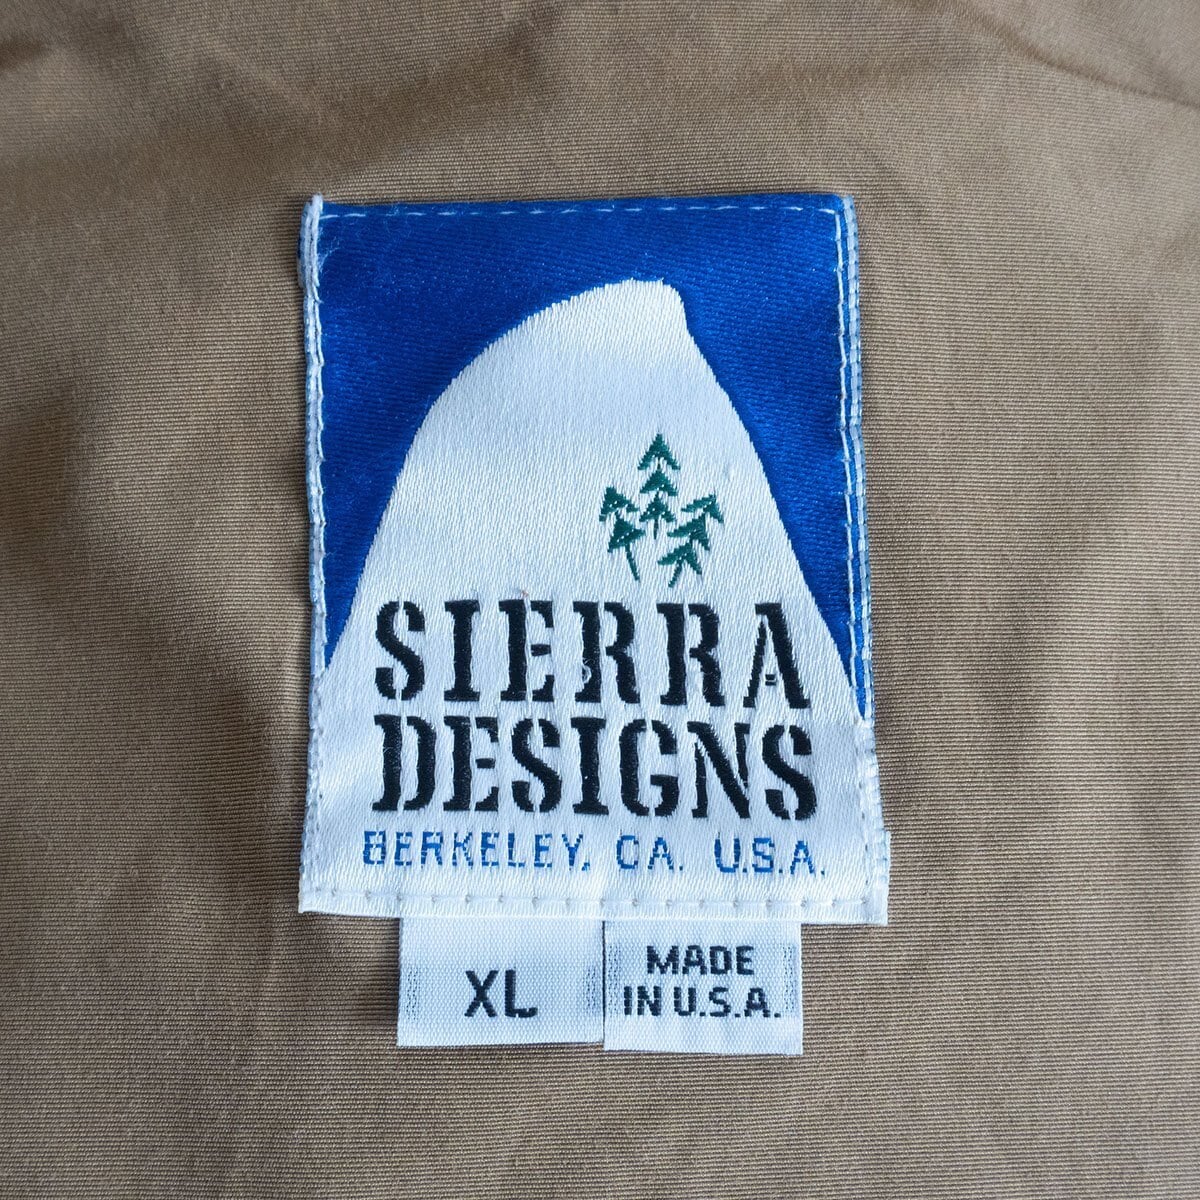 SIERRA
DESIGNS
BERKELEY, CA. U.S.A.
XL
MADE
IN U.S.A.